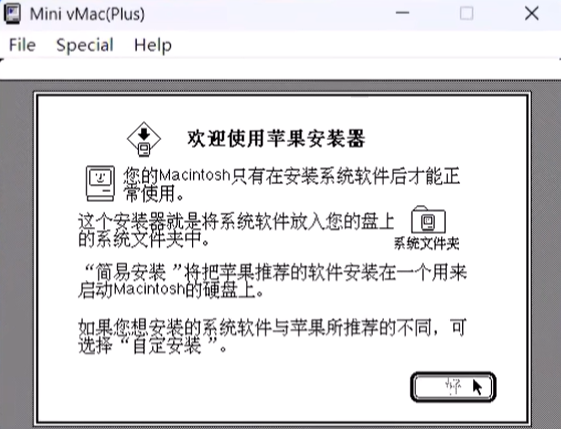 Mini vMac(Plus)
File Special Help
欢迎使用苹果安装器
您的Macintosh只有在安装系统软件后才能正
常使用。
这个安装器就是将系统软件放入您的盘上
的系统文件夹中。
系统文件夹
“简易安装”将把苹果推荐的软件安装在一个用来
启动Macintosh的硬盘上。
如果您想安装的系统软件与苹果所推荐的不同，可
选择“自定安装”。
好